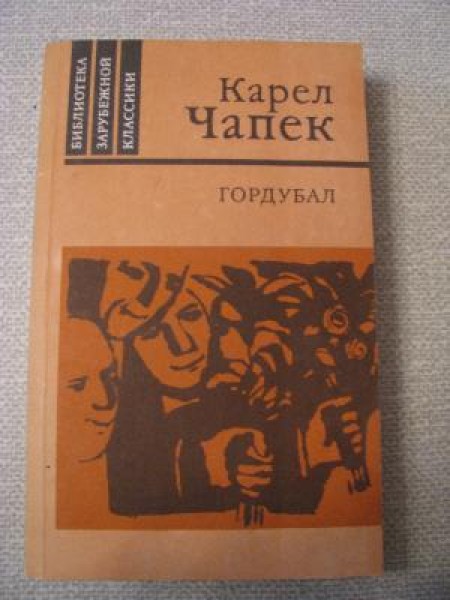 БИБЛИОТЕКА
ЗАРУБЕЖНОЙ
КЛАССИКИ
Карел
Чапек
ГОРДУБАЛ